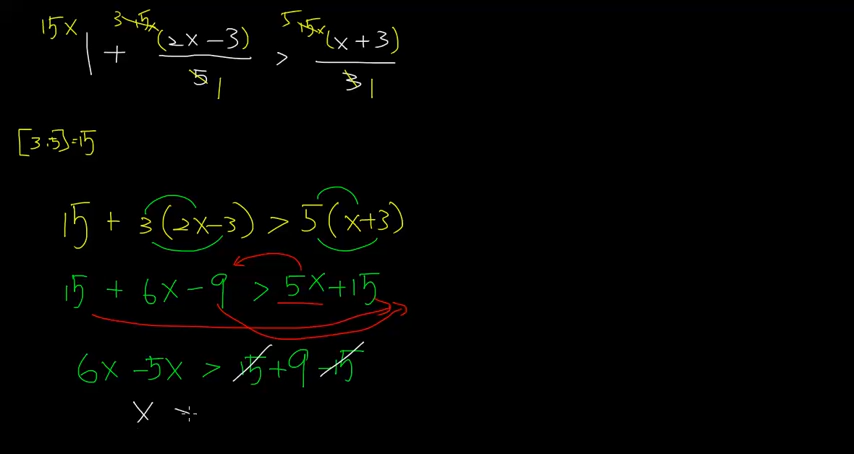 15x 1 + 3 15x (2x-3)/5 1 > 5 15x (x+3)/3 1
[3.5]=15
15 + 3(2x-3) > 5(x+3)
15 + 6x - 9 > 5x + 15
6x - 5x > 15 + 9 - 15
x